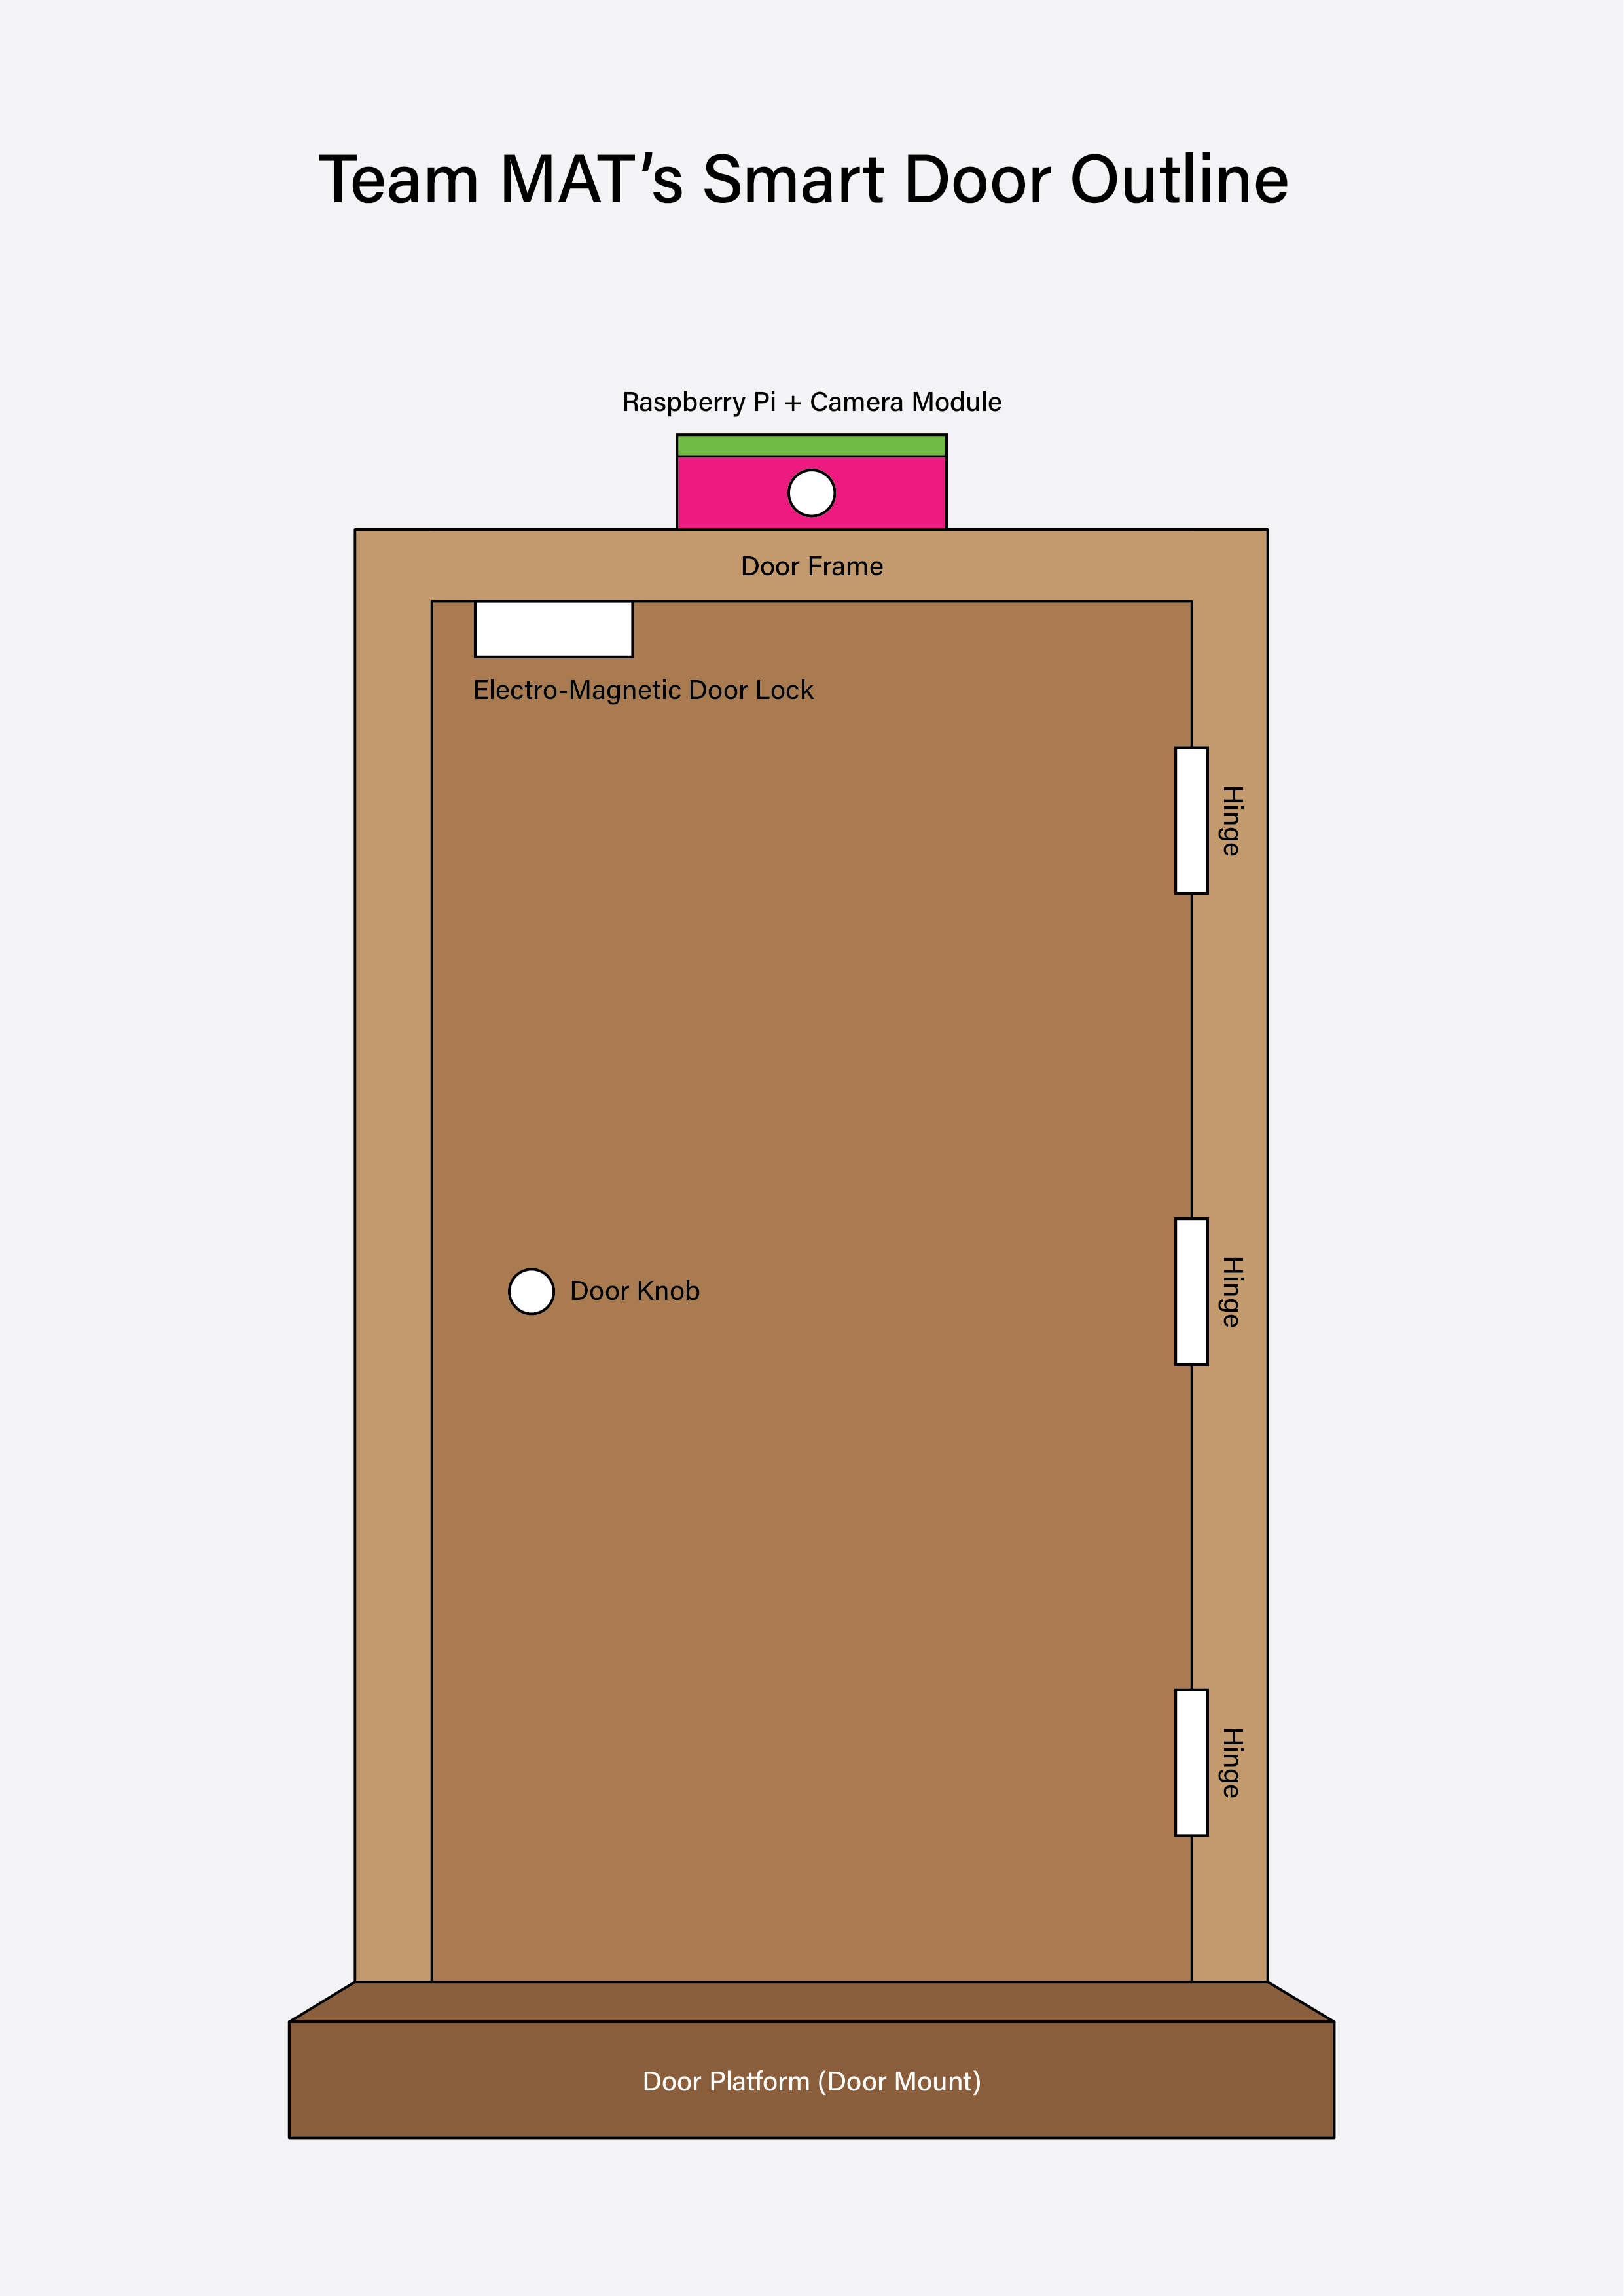 Team MAT’s Smart Door Outline
Raspberry Pi + Camera Module
Door Frame
Electro-Magnetic Door Lock
Hinge
Door Knob
Hinge
Hinge
Door Platform (Door Mount)